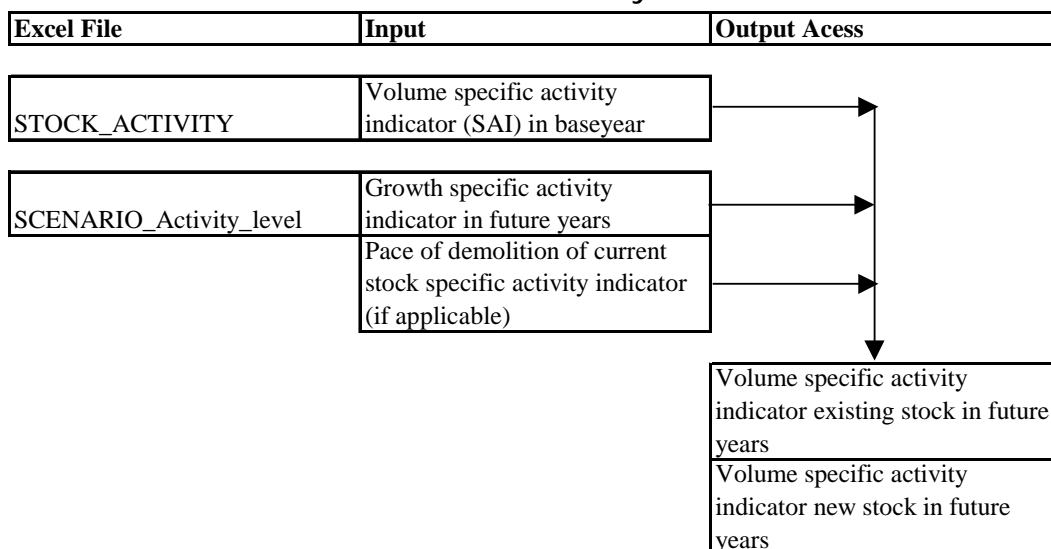 Excel File Input Output Acess
Volume specific activity
STOCK_ACTIVITY indicator (SAI) in baseyear
Growth specific activity
SCENARIO_Activity_level indicator in future years
Pace of demolition of current
stock specific activity indicator
(if applicable)
Volume specific activity
indicator existing stock in future
years
Volume specific activity
indicator new stock in future
years